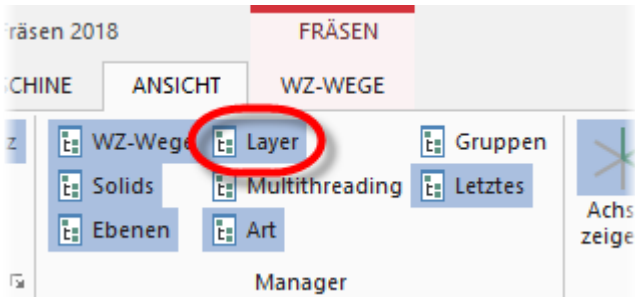 räsen 2018 FRÄSEN
CHINE ANSICHT WZ-WEGE
z WZ-Wege Layer Gruppen
Solids Multithreading Letztes
Ebenen Art
Achs
zeige
Manager